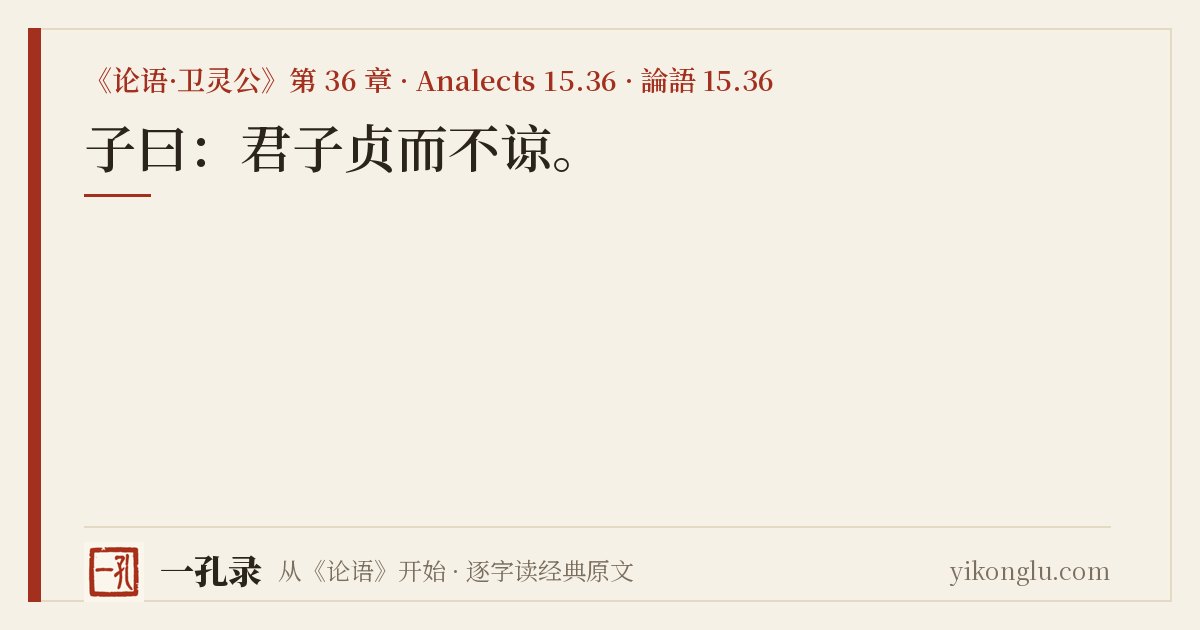 《论语·卫灵公》第 36 章 · Analects 15.36 · 論語 15.36
子曰：君子贞而不谅。
一孔
一孔录 从《论语》开始 · 逐字读经典原文 yikonglu.com